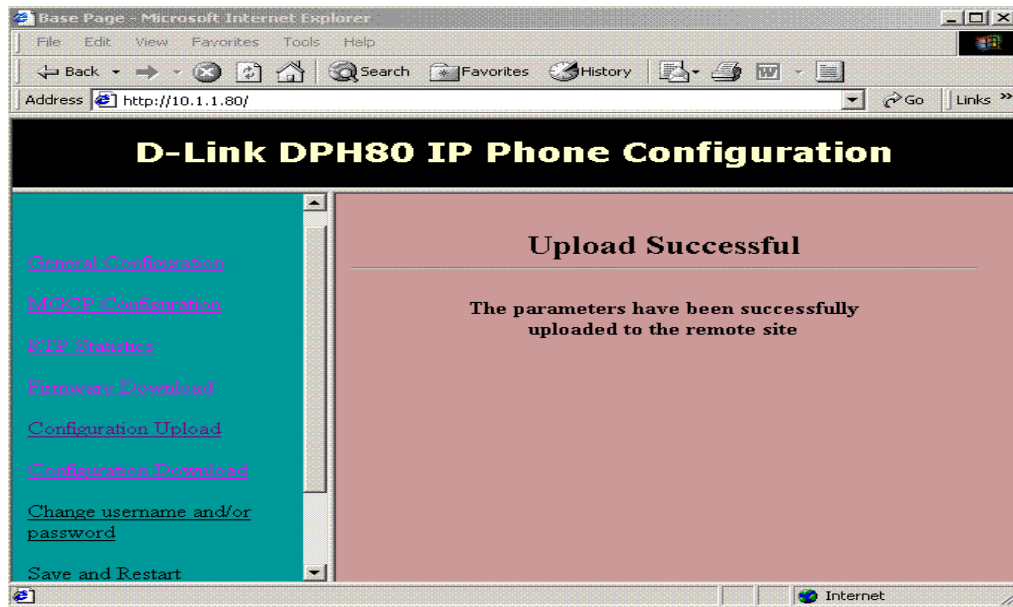 Base Page - Microsoft Internet Explorer
File Edit View Favorites Tools Help
Back Search Favorites History
Address http://10.1.1.80/ Go Links »
D-Link DPH80 IP Phone Configuration
General Configuration
MGCP Configuration
RTP Statistics
Firmware Download
Configuration Upload
Configuration Download
Change username and/or
password
Save and Restart
Upload Successful
The parameters have been successfully
uploaded to the remote site
Internet